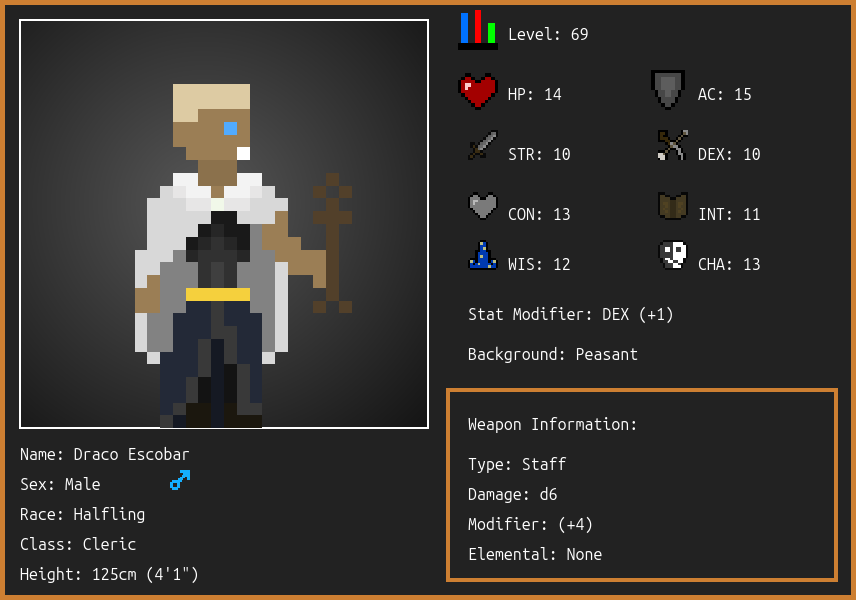 Level: 69
HP: 14
AC: 15
STR: 10
DEX: 10
CON: 13
INT: 11
WIS: 12
CHA: 13
Stat Modifier: DEX (+1)
Background: Peasant
Weapon Information:
Type: Staff
Damage: d6
Modifier: (+4)
Elemental: None
Name: Draco Escobar
Sex: Male
Race: Halfling
Class: Cleric
Height: 125cm (4'1")